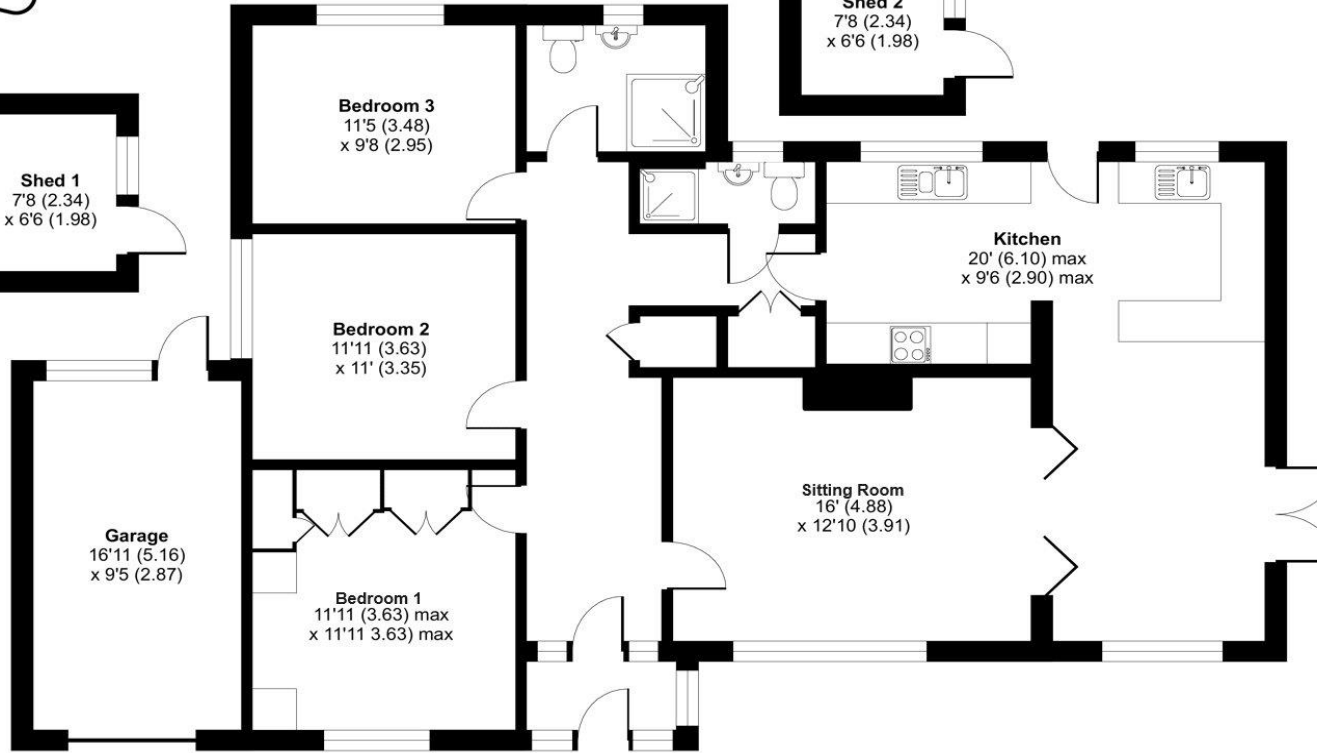 Shed 2
7'8 (2.34)
x 6'6 (1.98)
Bedroom 3
11'5 (3.48)
x 9'8 (2.95)
Shed 1
7'8 (2.34)
x 6'6 (1.98)
Kitchen
20' (6.10) max
x 9'6 (2.90) max
Bedroom 2
11'11 (3.63)
x 11' (3.35)
Sitting Room
16' (4.88)
x 12'10 (3.91)
Garage
16'11 (5.16)
x 9'5 (2.87)
Bedroom 1
11'11 (3.63) max
x 11'11 3.63) max